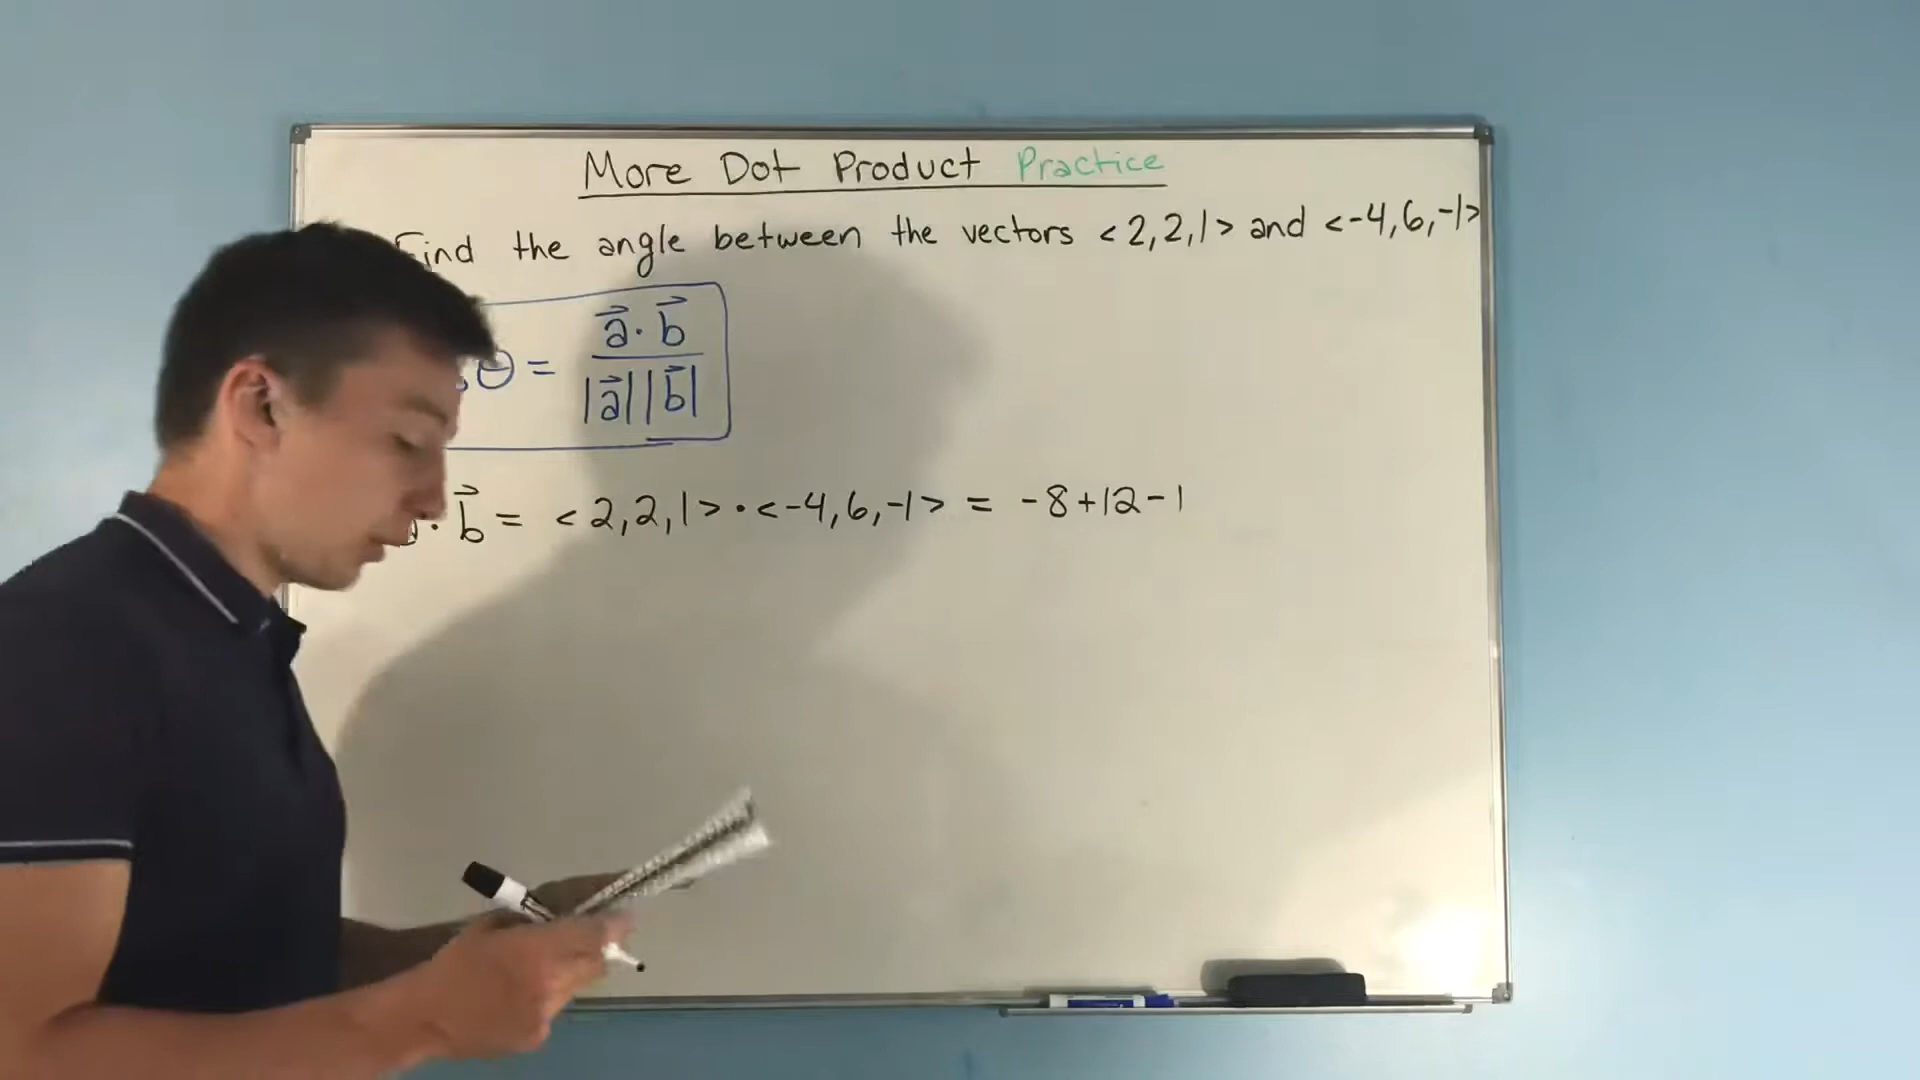 More Dot Product Practice
Find the angle between the vectors <2,2,1> and <-4,6,-1>
θ = a⃗ · b⃗ / |a⃗||b⃗|
· b⃗ = <2,2,1> · <-4,6,-1> = -8+12-1